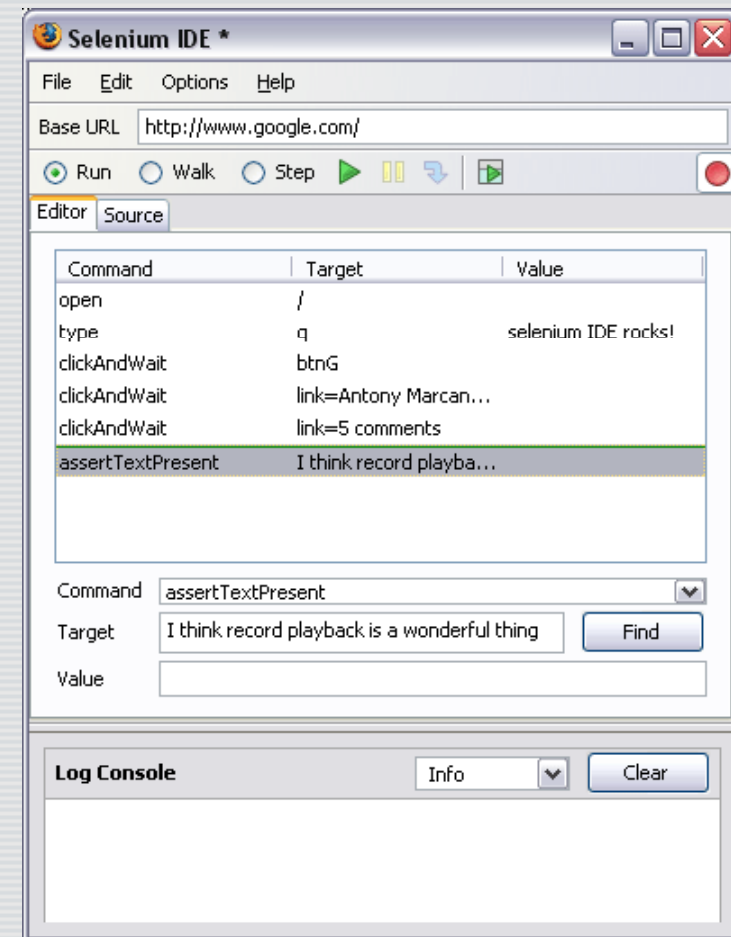 Selenium IDE *
File Edit Options Help
Base URL http://www.google.com/
Run Walk Step
Editor Source
Command Target Value
open /
type q selenium IDE rocks!
clickAndWait btnG
clickAndWait link=Antony Marcan...
clickAndWait link=5 comments
assertTextPresent I think record playba...
Command assertTextPresent
Target I think record playback is a wonderful thing Find
Value
Log Console Info Clear